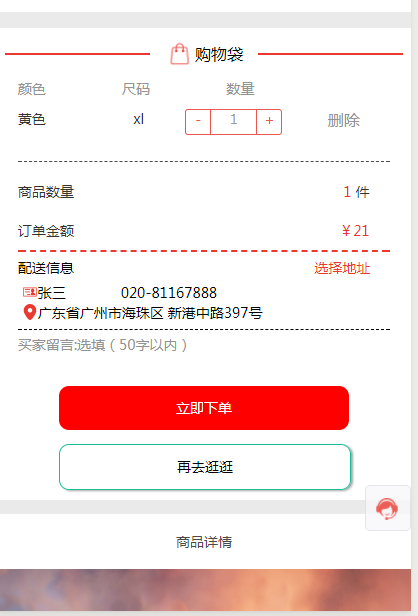 购物袋
颜色 尺码 数量
黄色 xl - 1 + 删除
商品数量 1 件
订单金额 ￥21
配送信息 选择地址
张三 020-81167888
广东省广州市海珠区 新港中路397号
买家留言:选填（50字以内）
立即下单
再去逛逛
商品详情